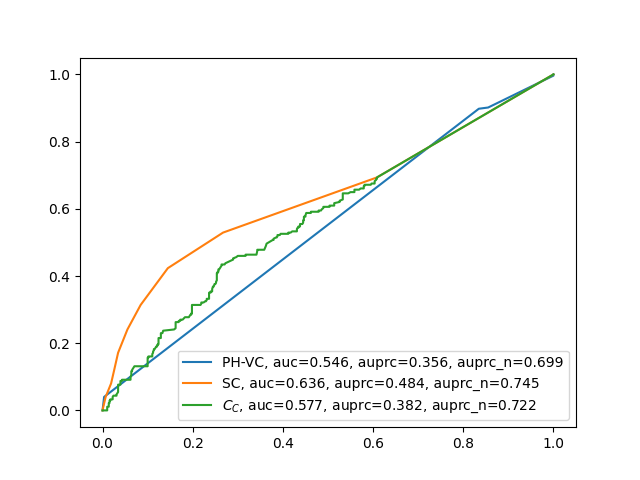 1.0
0.8
0.6
0.4
0.2
0.0
PH-VC, auc=0.546, auprc=0.356, auprc_n=0.699
SC, auc=0.636, auprc=0.484, auprc_n=0.745
C_C, auc=0.577, auprc=0.382, auprc_n=0.722
0.0 0.2 0.4 0.6 0.8 1.0